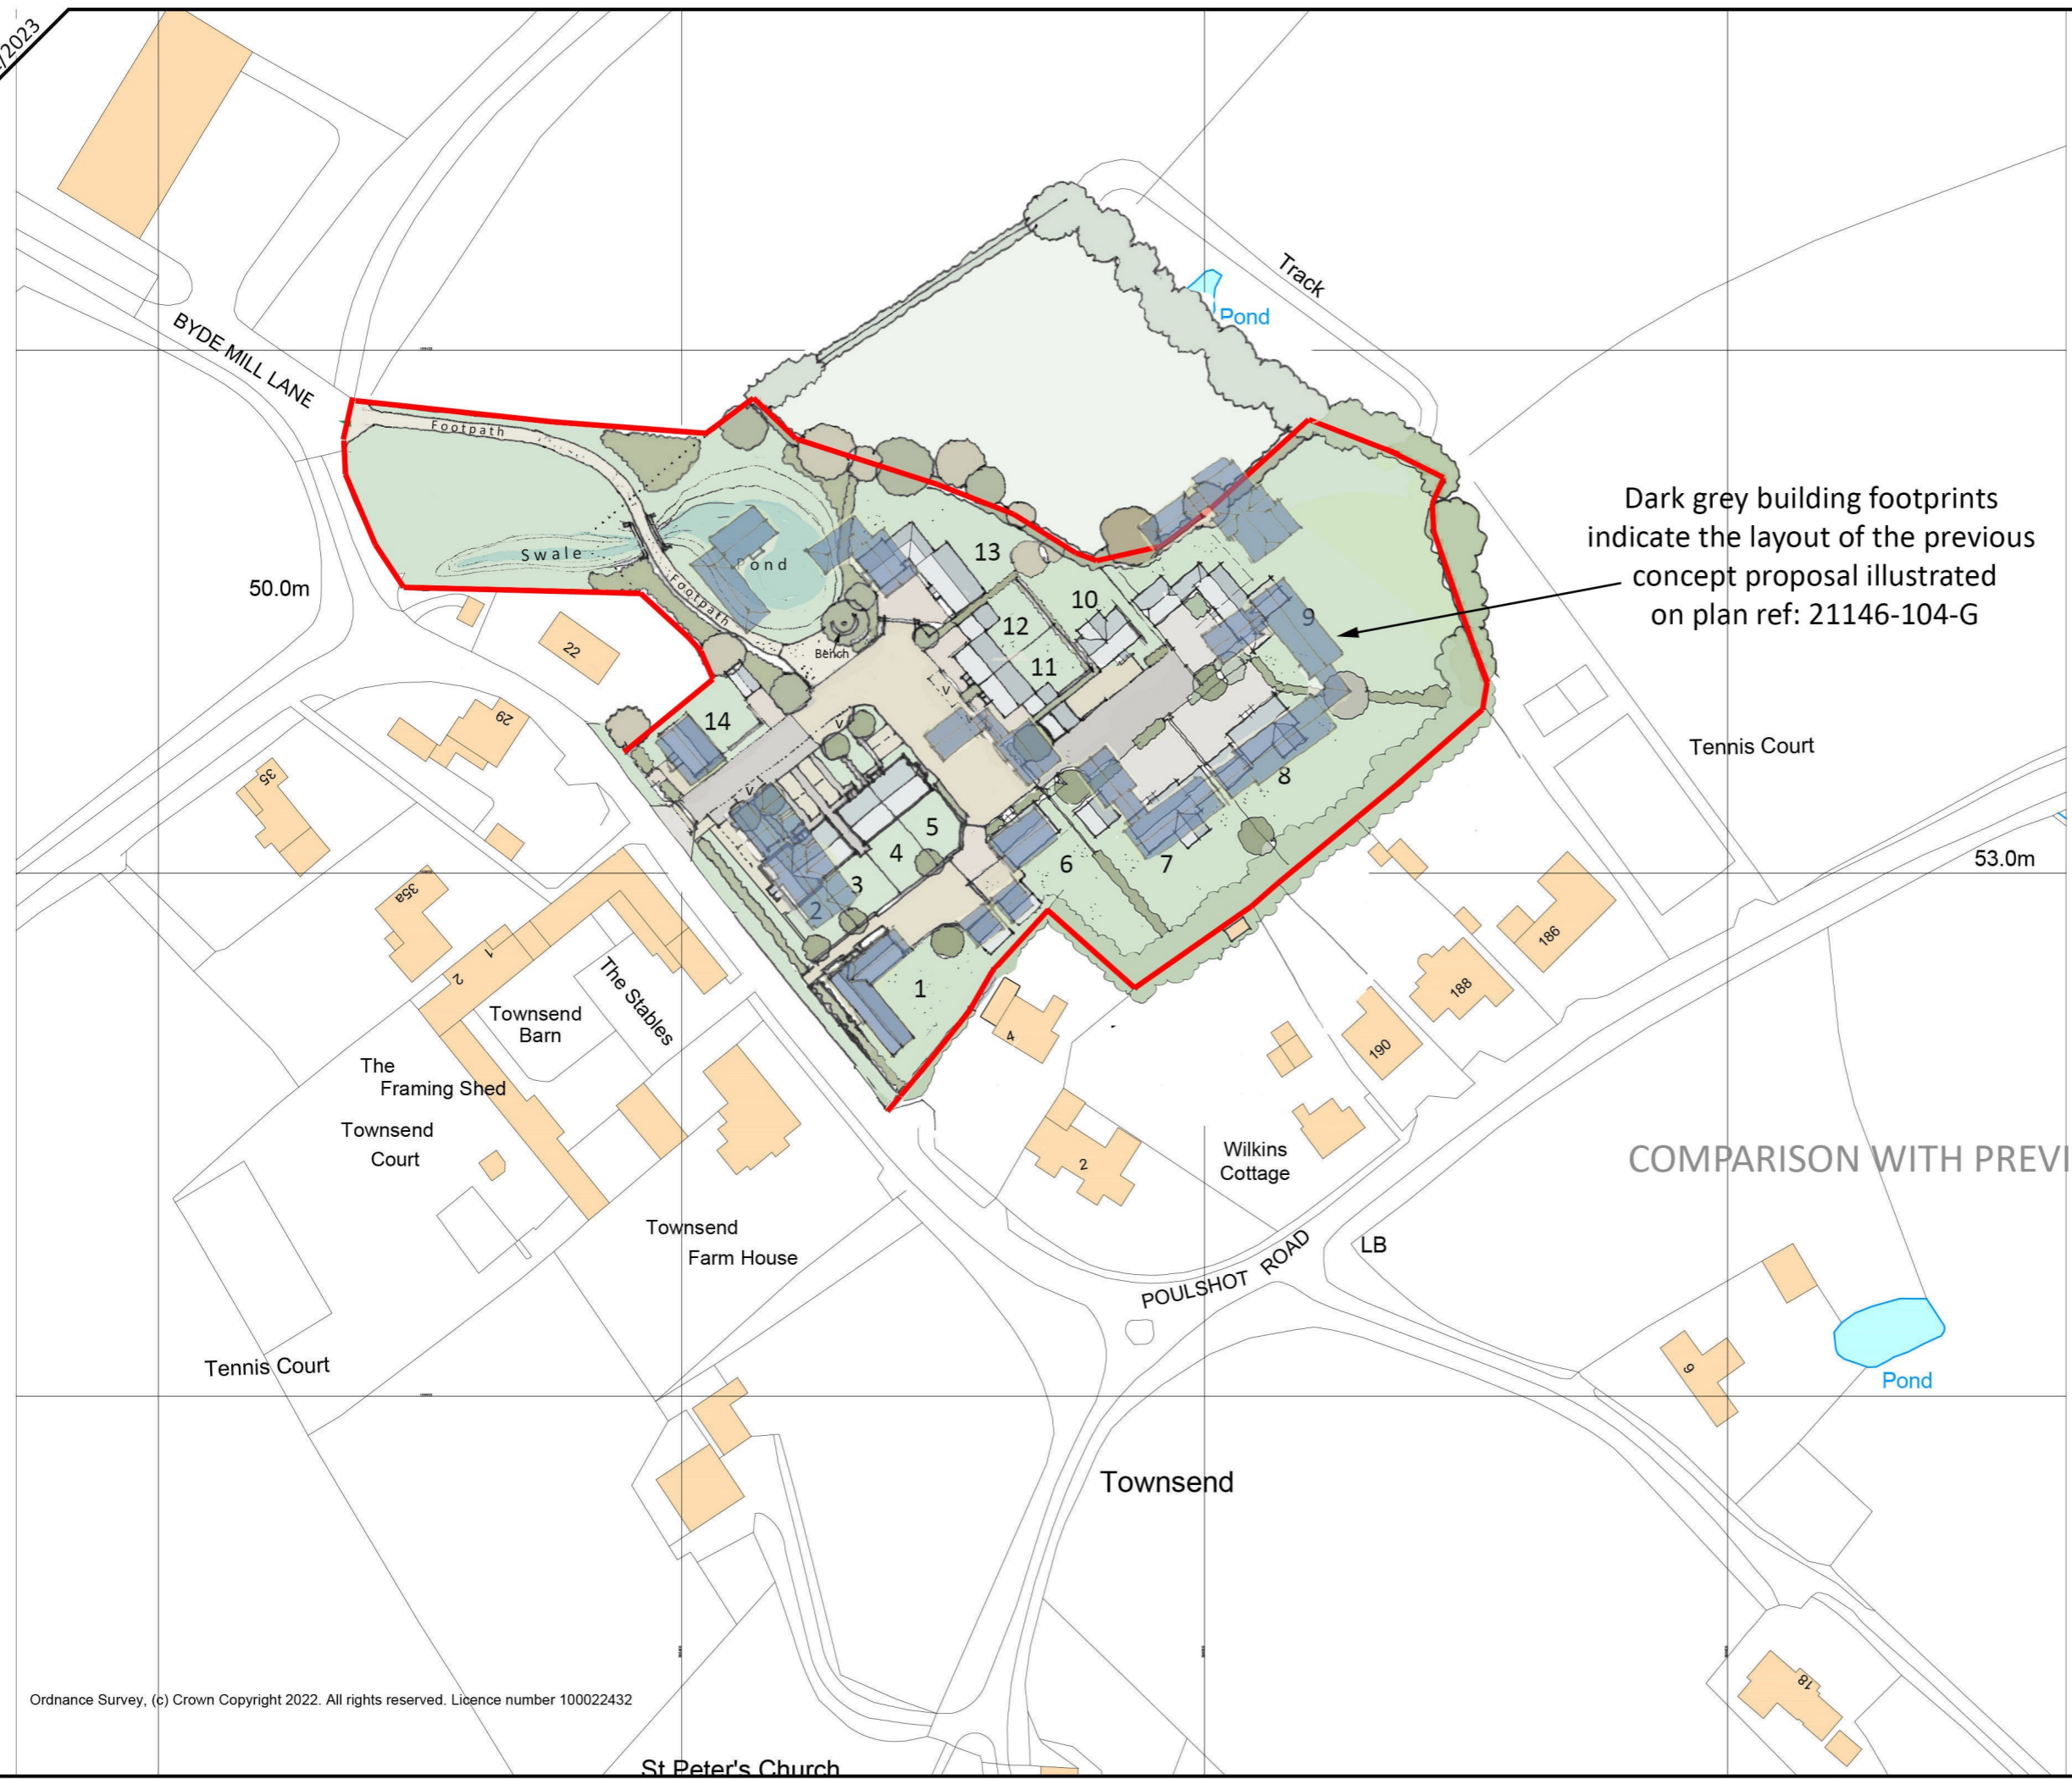 /2023
BYDE MILL LANE
Track
Pond
Footpath
Dark grey building footprints
indicate the layout of the previous
concept proposal illustrated
on plan ref: 21146-104-G
Swale
Pond
13
10
50.0m
Footpath
12
9
22
Bench
11
v
14
v
29
Tennis Court
35
8
v
5
4
53.0m
6
7
3
35a
2
186
1
2
The Stables
1
188
Townsend
Barn
4
190
The
Framing Shed
Townsend
Court
Wilkins
Cottage
2
COMPARISON WITH PREVI
Townsend
Farm House
LB
POULSHOT ROAD
Tennis Court
9
Pond
Townsend
18
Ordnance Survey, (c) Crown Copyright 2022. All rights reserved. Licence number 100022432
St Peter's Church